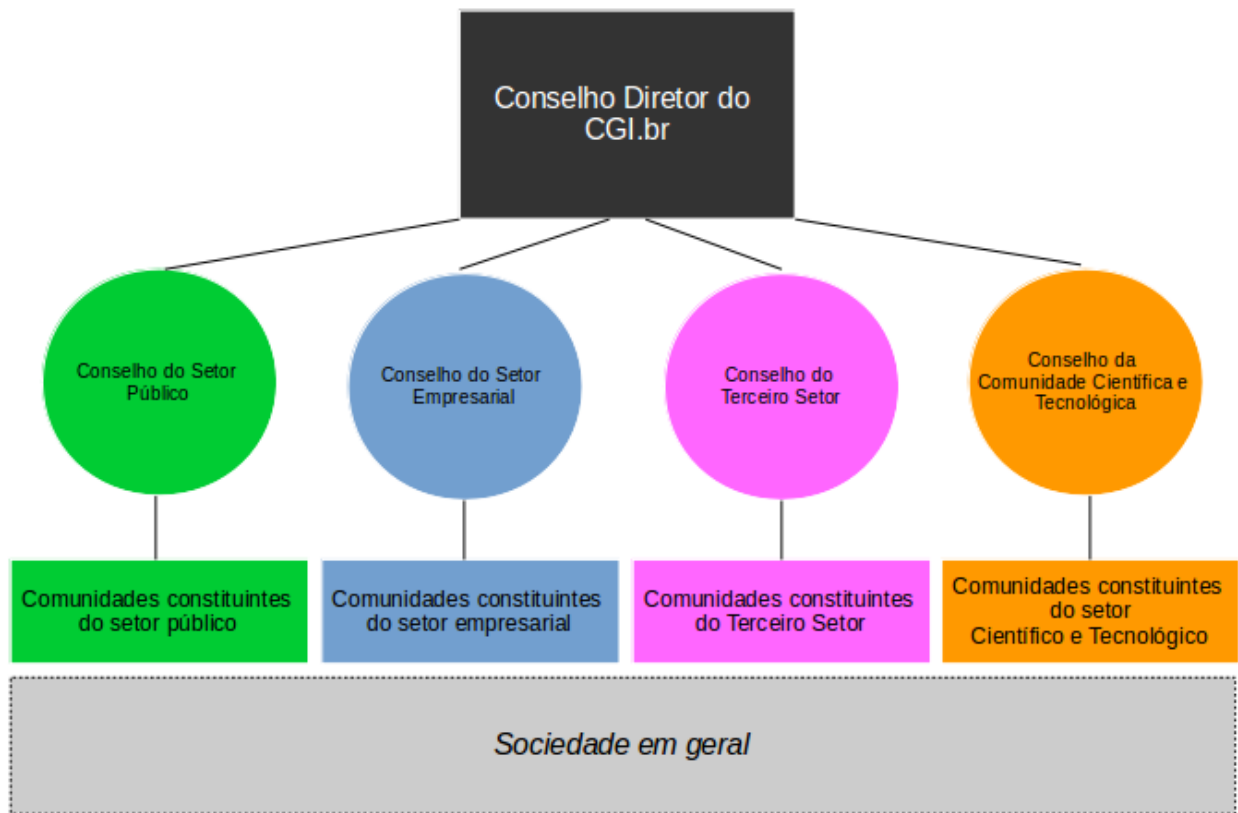 Conselho Diretor do
CGI.br
Conselho do Setor
Público
Conselho do Setor
Empresarial
Conselho do
Terceiro Setor
Conselho da
Comunidade Científica e
Tecnológica
Comunidades constituintes
do setor público
Comunidades constituintes
do setor empresarial
Comunidades constituintes
do Terceiro Setor
Comunidades constituintes
do setor
Científico e Tecnológico
Sociedade em geral